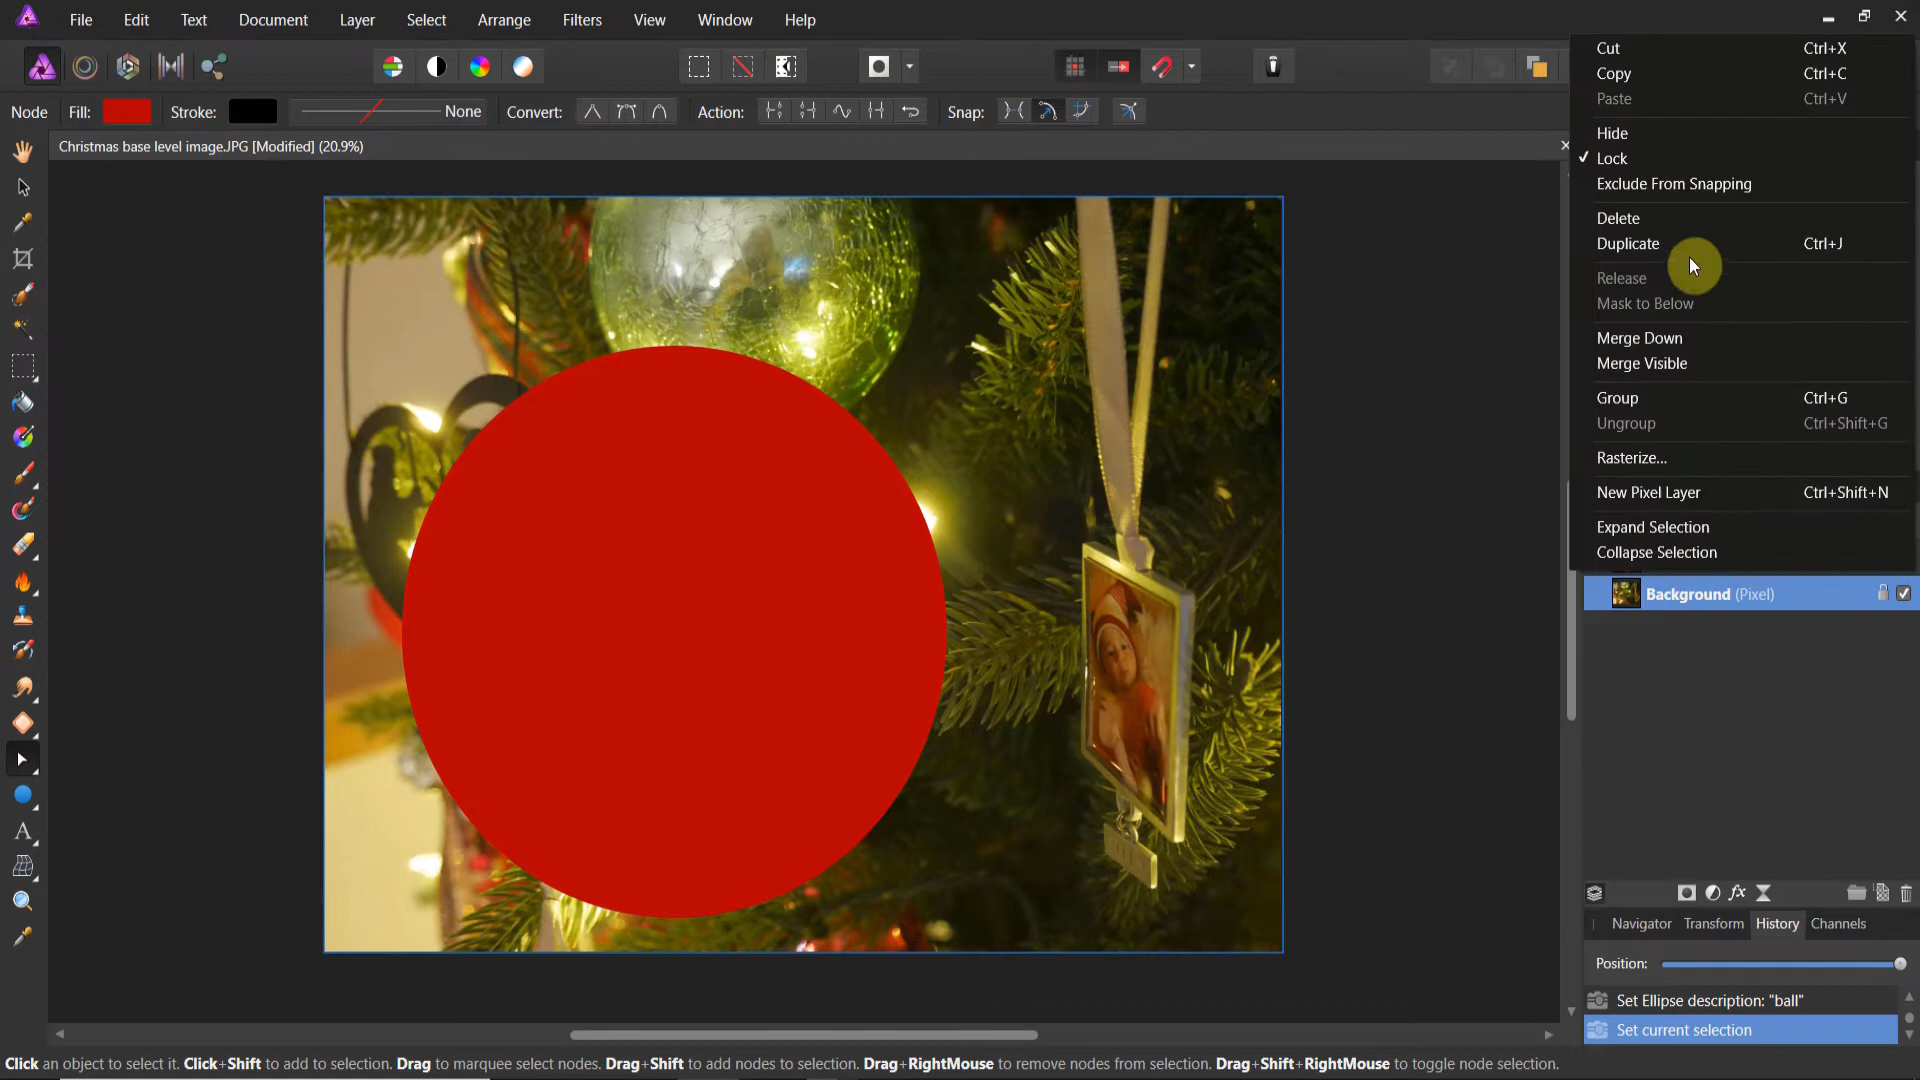 File Edit Text Document Layer Select Arrange Filters View Window Help
Node Fill: Stroke: None Convert: Action: Snap:
Christmas base level image.JPG [Modified] (20.9%)
Cut Ctrl+X
Copy Ctrl+C
Paste Ctrl+V
Hide
✓ Lock
Exclude From Snapping
Delete
Duplicate Ctrl+J
Release
Mask to Below
Merge Down
Merge Visible
Group Ctrl+G
Ungroup Ctrl+Shift+G
Rasterize...
New Pixel Layer Ctrl+Shift+N
Expand Selection
Collapse Selection
Background (Pixel)
fx
Navigator Transform History Channels
Position:
Set Ellipse description: "ball"
Set current selection
A
Click an object to select it. Click+Shift to add to selection. Drag to marquee select nodes. Drag+Shift to add nodes to selection. Drag+RightMouse to remove nodes from selection. Drag+Shift+RightMouse to toggle node selection.